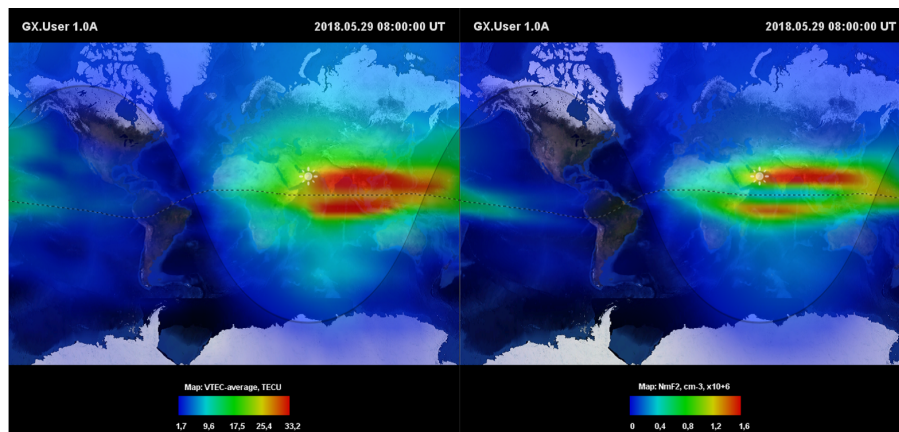 GX.User 1.0A 2018.05.29 08:00:00 UT
GX.User 1.0A 2018.05.29 08:00:00 UT
Map: VTEC-average, TECU
1,7 9,6 17,5 25,4 33,2
Map: NmF2, cm-3, x10+6
0 0,4 0,8 1,2 1,6